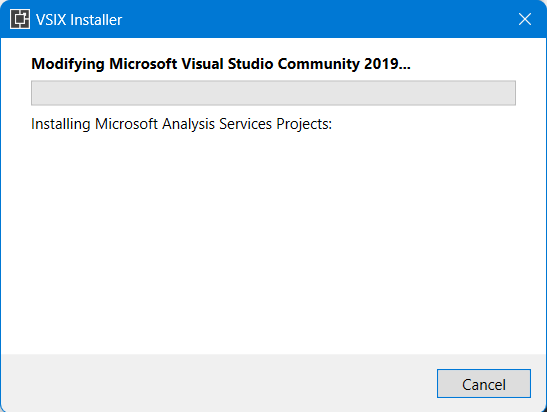 VSIX Installer
Modifying Microsoft Visual Studio Community 2019...
Installing Microsoft Analysis Services Projects:
Cancel